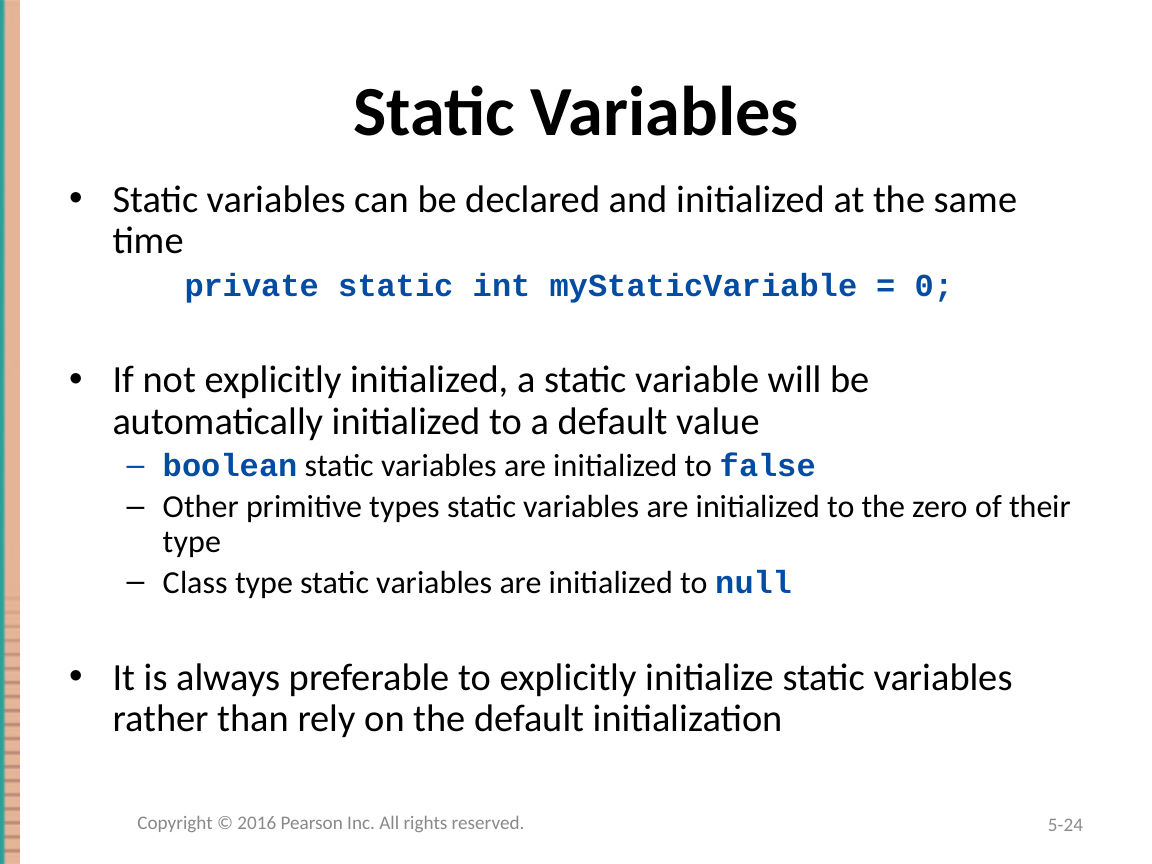 Static Variables
• Static variables can be declared and initialized at the same
time
private static int myStaticVariable = 0;
• If not explicitly initialized, a static variable will be
automatically initialized to a default value
– boolean static variables are initialized to false
– Other primitive types static variables are initialized to the zero of their
type
– Class type static variables are initialized to null
• It is always preferable to explicitly initialize static variables
rather than rely on the default initialization
Copyright © 2016 Pearson Inc. All rights reserved.
5-24